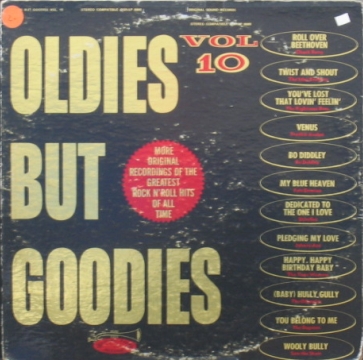 OLDIES
BUT
GOODIES
VOL
10
MORE
ORIGINAL
RECORDINGS OF THE
GREATEST
ROCK N' ROLL HITS
OF ALL
TIME
ROLL OVER
BEETHOVEN
TWIST AND SHOUT
YOU'VE LOST
THAT LOVIN' FEELIN'
VENUS
BO DIDDLEY
MY BLUE HEAVEN
DEDICATED TO
THE ONE I LOVE
PLEDGING MY LOVE
HAPPY, HAPPY
BIRTHDAY BABY
(BABY) HULLY GULLY
YOU BELONG TO ME
WOOLY BULLY